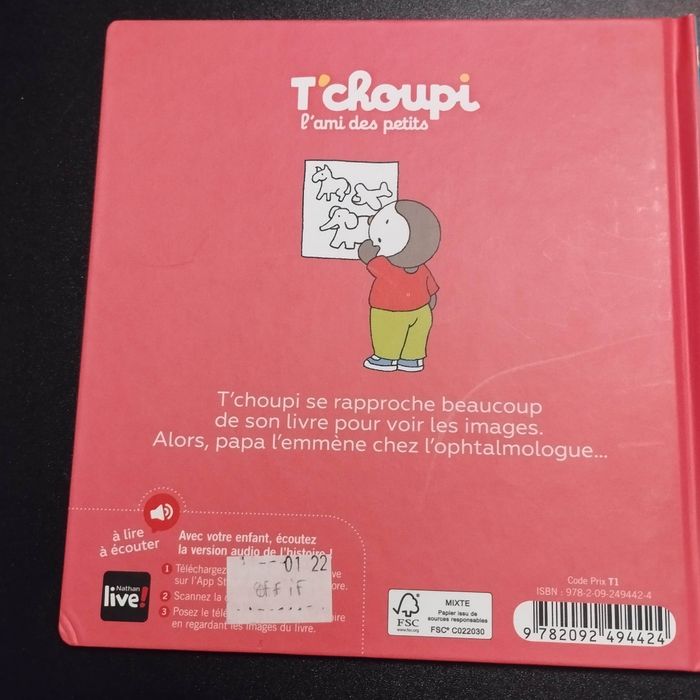 T'choupi
l'ami des petits
T'choupi se rapproche beaucoup
de son livre pour voir les images.
Alors, papa l'emmène chez l'ophtalmologue...
à lire
à écouter
Avec votre enfant, écoutez
la version audio de l'histoire !
1 Téléchargez
sur l'App
2 Scannez la
3 Posez le
en regardant les images du livre.
Nathan
live!
01 22
FSC
www.fsc.org
MIXTE
Papier issu de
sources responsables
FSC® C022030
Code Prix T1
ISBN : 978-2-09-249442-4
9 782092 494424